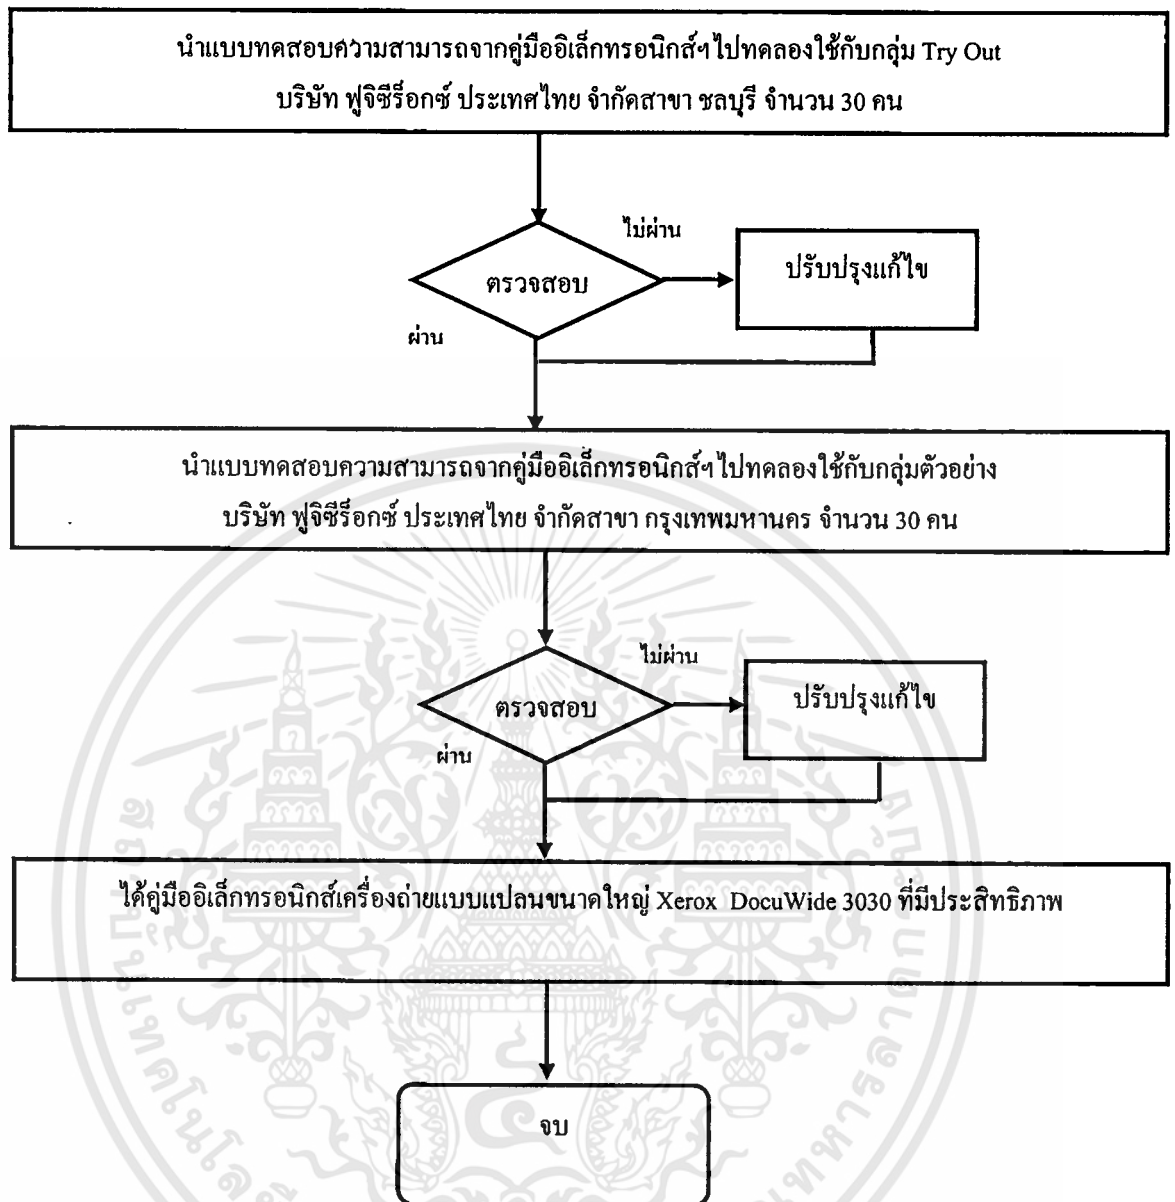 นำแบบทดสอบความสามารถจากคู่มืออิเล็กทรอนิกส์ฯ ไปทดลองใช้กับกลุ่ม Try Out
บริษัท ฟูจิซีร็อกซ์ ประเทศไทย จำกัดสาขา ชลบุรี จำนวน 30 คน
ไม่ผ่าน
ตรวจสอบ
ปรับปรุงแก้ไข
ผ่าน
นำแบบทดสอบความสามารถจากคู่มืออิเล็กทรอนิกส์ฯ ไปทดลองใช้กับกลุ่มตัวอย่าง
บริษัท ฟูจิซีร็อกซ์ ประเทศไทย จำกัดสาขา กรุงเทพมหานคร จำนวน 30 คน
ไม่ผ่าน
ตรวจสอบ
ปรับปรุงแก้ไข
ผ่าน
ได้คู่มืออิเล็กทรอนิกส์เครื่องถ่ายแบบแปลนขนาดใหญ่ Xerox DocuWide 3030 ที่มีประสิทธิภาพ
จบ